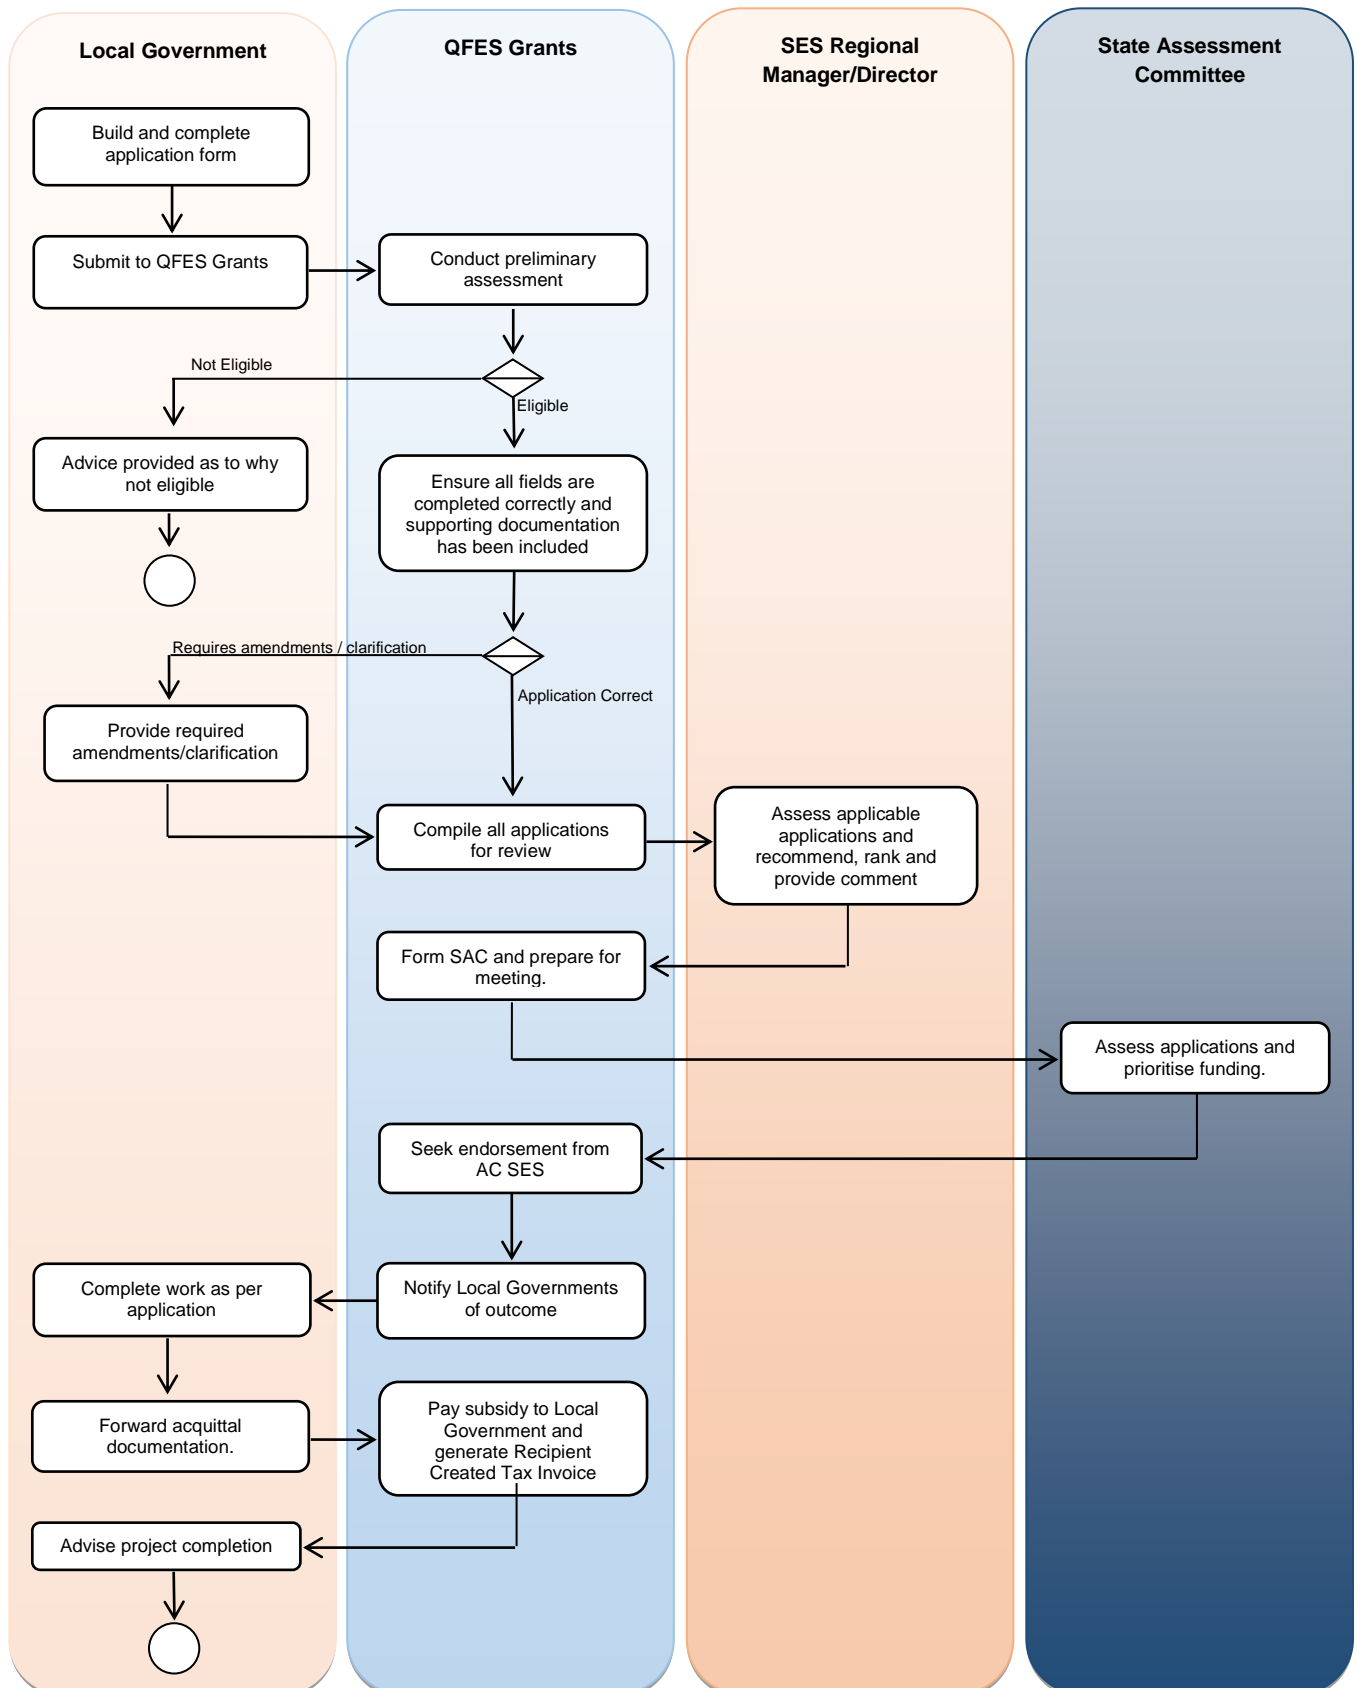 Local Government
QFES Grants
SES Regional
Manager/Director
State Assessment
Committee
Build and complete
application form
Submit to QFES Grants
Conduct preliminary
assessment
Not Eligible
Eligible
Advice provided as to why
not eligible
Ensure all fields are
completed correctly and
supporting documentation
has been included
Requires amendments / clarification
Application Correct
Provide required
amendments/clarification
Compile all applications
for review
Assess applicable
applications and
recommend, rank and
provide comment
Form SAC and prepare for
meeting.
Assess applications and
prioritise funding.
Seek endorsement from
AC SES
Notify Local Governments
of outcome
Complete work as per
application
Forward acquittal
documentation.
Pay subsidy to Local
Government and
generate Recipient
Created Tax Invoice
Advise project completion